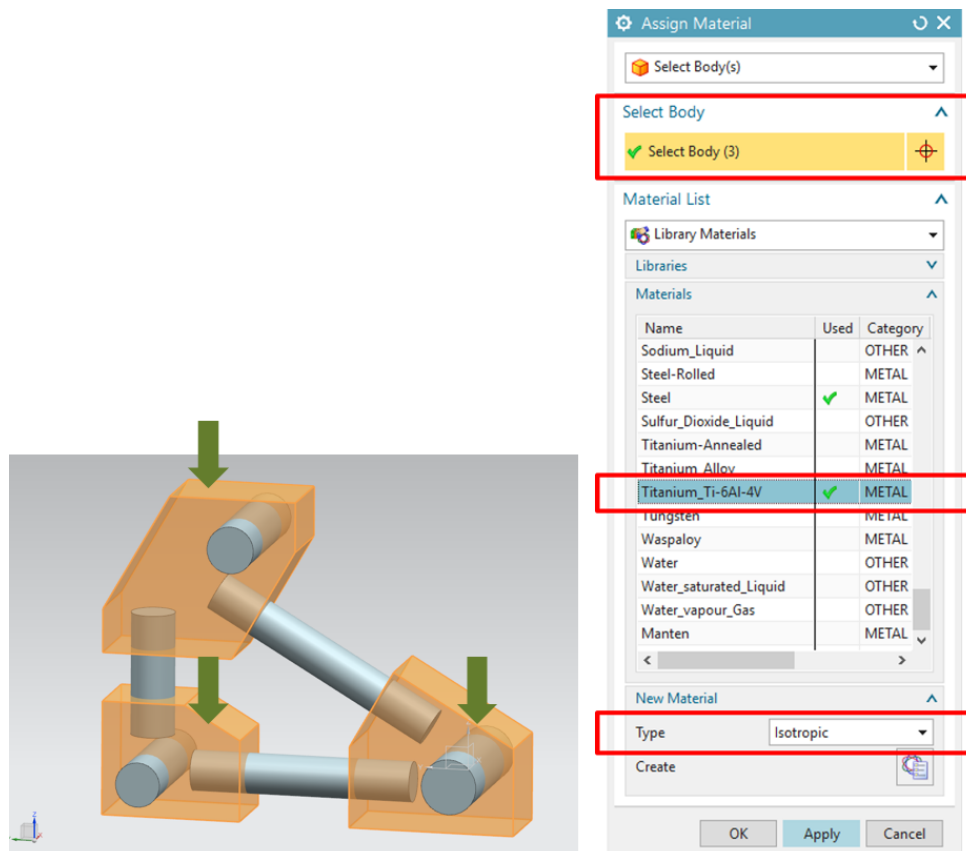 Assign Material
Select Body(s)
Select Body
Select Body (3)
Material List
Library Materials
Libraries
Materials
Name Used Category
Sodium_Liquid OTHER
Steel-Rolled METAL
Steel METAL
Sulfur_Dioxide_Liquid OTHER
Titanium-Annealed METAL
Titanium_Alloy METAL
Titanium_Ti-6Al-4V METAL
Tungsten METAL
Waspaloy METAL
Water OTHER
Water_saturated_Liquid OTHER
Water_vapour_Gas OTHER
Manten METAL
New Material
Type Isotropic
Create
OK Apply Cancel